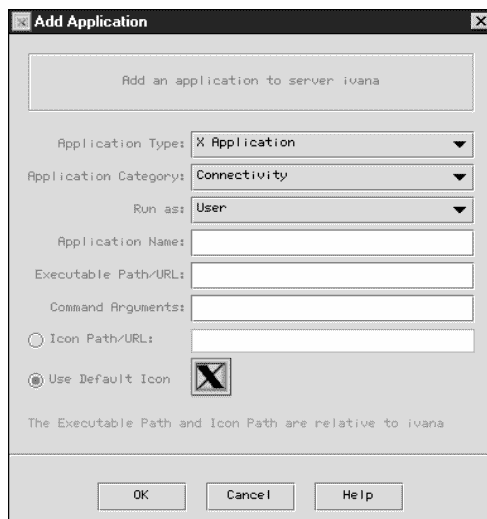 Add Application
Add an application to server ivana
Application Type: X Application
Application Category: Connectivity
Run as: User
Application Name:
Executable Path/URL:
Command Arguments:
Icon Path/URL:
Use Default Icon
The Executable Path and Icon Path are relative to ivana
OK Cancel Help